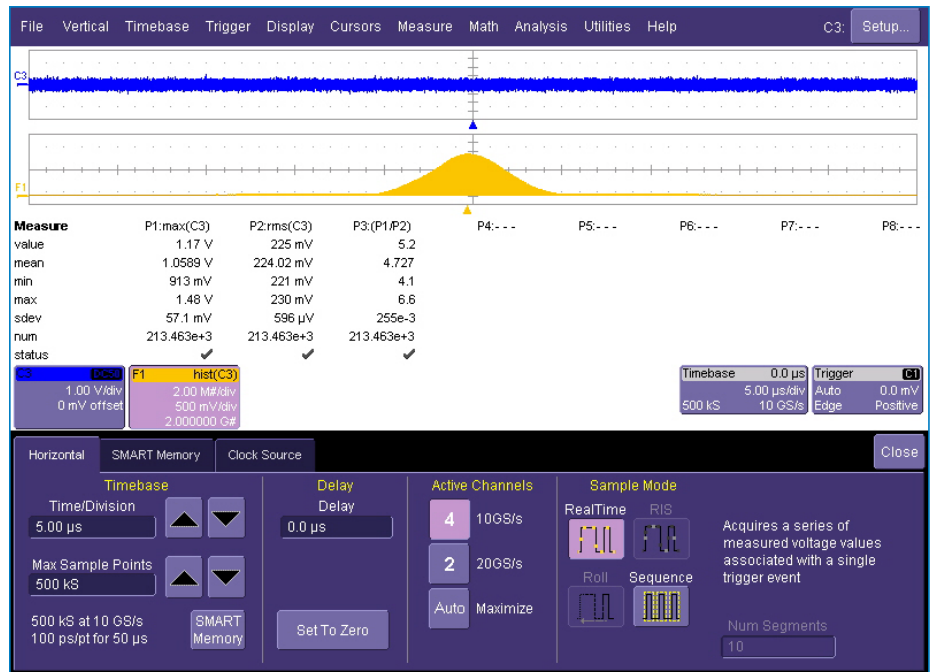 File Vertical Timebase Trigger Display Cursors Measure Math Analysis Utilities Help C3: Setup...
C3
F1
Measure P1:max(C3) P2:rms(C3) P3:(P1/P2) P4:- - - P5:- - - P6:- - - P7:- - - P8:- - -
value 1.17 V 225 mV 5.2
mean 1.0589 V 224.02 mV 4.727
min 913 mV 221 mV 4.1
max 1.48 V 230 mV 6.6
sdev 57.1 mV 596 µV 255e-3
num 213.463e+3 213.463e+3 213.463e+3
status
C3 F1 hist(C3) Timebase 0.0 µs Trigger C1
1.00 V/div 2.00 M#/div 5.00 µs/div Auto 0.0 mV
0 mV offset 500 mV/div 500 kS 10 GS/s Edge Positive
2.000000 G#
Horizontal SMART Memory Clock Source Close
Timebase Delay Active Channels Sample Mode
Time/Division Delay RealTime RIS
5.00 µs 0.0 µs 4 10GS/s Acquires a series of
measured voltage values
Max Sample Points 2 20GS/s associated with a single
500 kS Roll Sequence trigger event
Auto Maximize
500 kS at 10 GS/s SMART
100 ps/pt for 50 µs Memory Set To Zero Num Segments
10